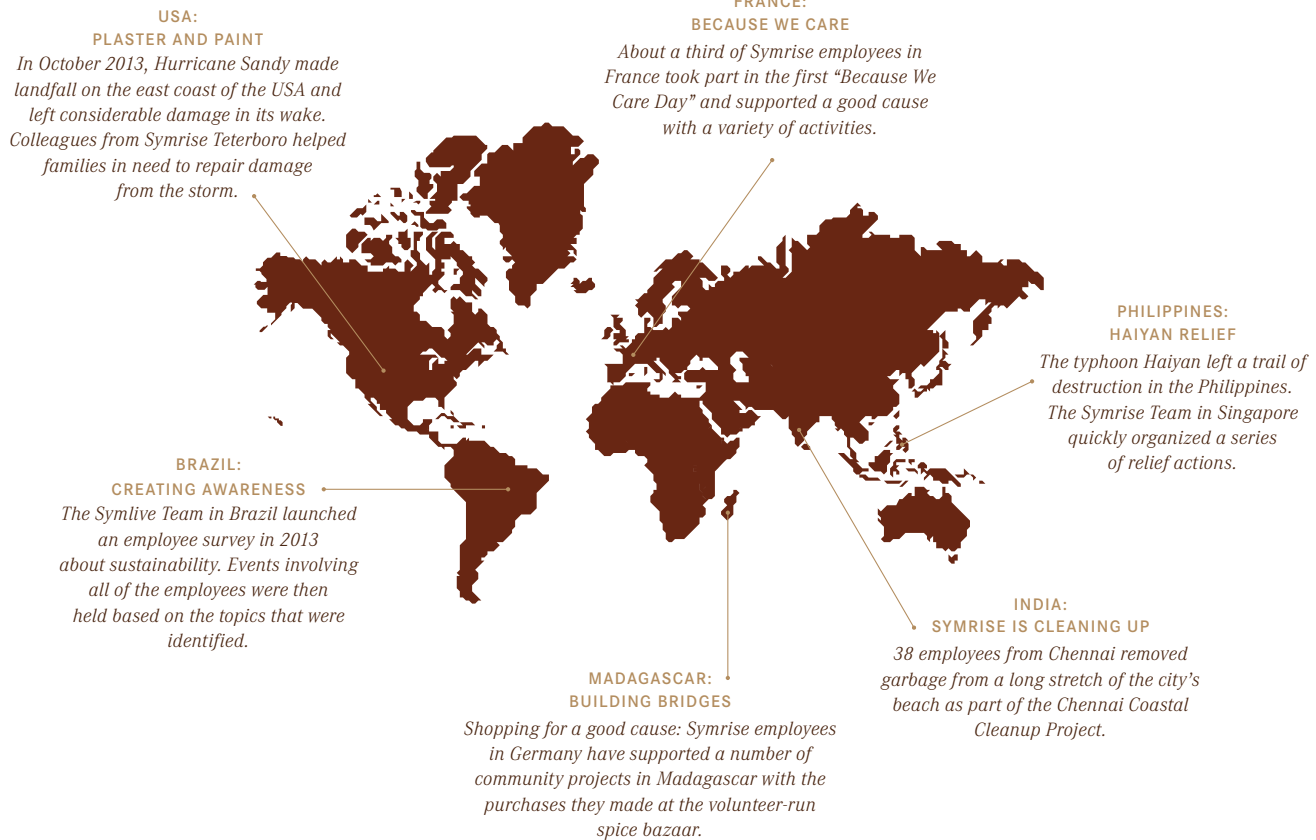 USA:
PLASTER AND PAINT
In October 2013, Hurricane Sandy made
landfall on the east coast of the USA and
left considerable damage in its wake.
Colleagues from Symrise Teterboro helped
families in need to repair damage
from the storm.
FRANCE:
BECAUSE WE CARE
About a third of Symrise employees in
France took part in the first “Because We
Care Day” and supported a good cause
with a variety of activities.
PHILIPPINES:
HAIYAN RELIEF
The typhoon Haiyan left a trail of
destruction in the Philippines.
The Symrise Team in Singapore
quickly organized a series
of relief actions.
BRAZIL:
CREATING AWARENESS
The Symlive Team in Brazil launched
an employee survey in 2013
about sustainability. Events involving
all of the employees were then
held based on the topics that were
identified.
INDIA:
SYMRISE IS CLEANING UP
38 employees from Chennai removed
garbage from a long stretch of the city’s
beach as part of the Chennai Coastal
Cleanup Project.
MADAGASCAR:
BUILDING BRIDGES
Shopping for a good cause: Symrise employees
in Germany have supported a number of
community projects in Madagascar with the
purchases they made at the volunteer-run
spice bazaar.